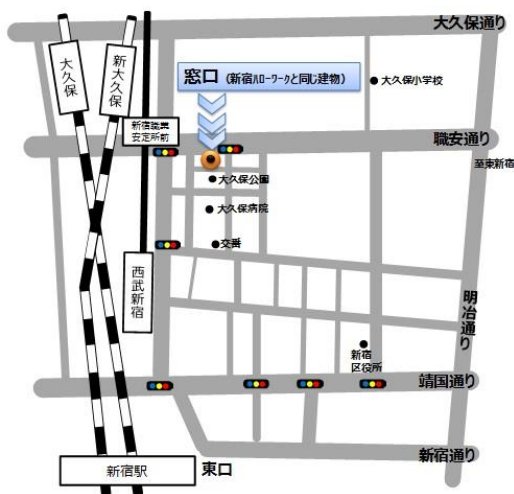 大久保通り
大久保
新大久保
窓口 (新宿ハローワークと同じ建物)
大久保小学校
新宿職業
安定所前
職安通り
至東新宿
大久保公園
大久保病院
交番
西武新宿
明治通り
新宿
区役所
靖国通り
新宿通り
新宿駅
東口